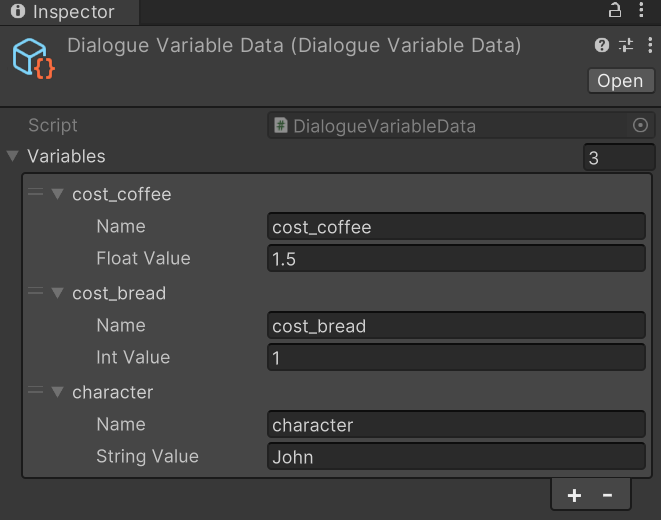 Inspector
Dialogue Variable Data (Dialogue Variable Data)
Open
Script DialogueVariableData
Variables 3
cost_coffee
Name cost_coffee
Float Value 1.5
cost_bread
Name cost_bread
Int Value 1
character
Name character
String Value John
+ -